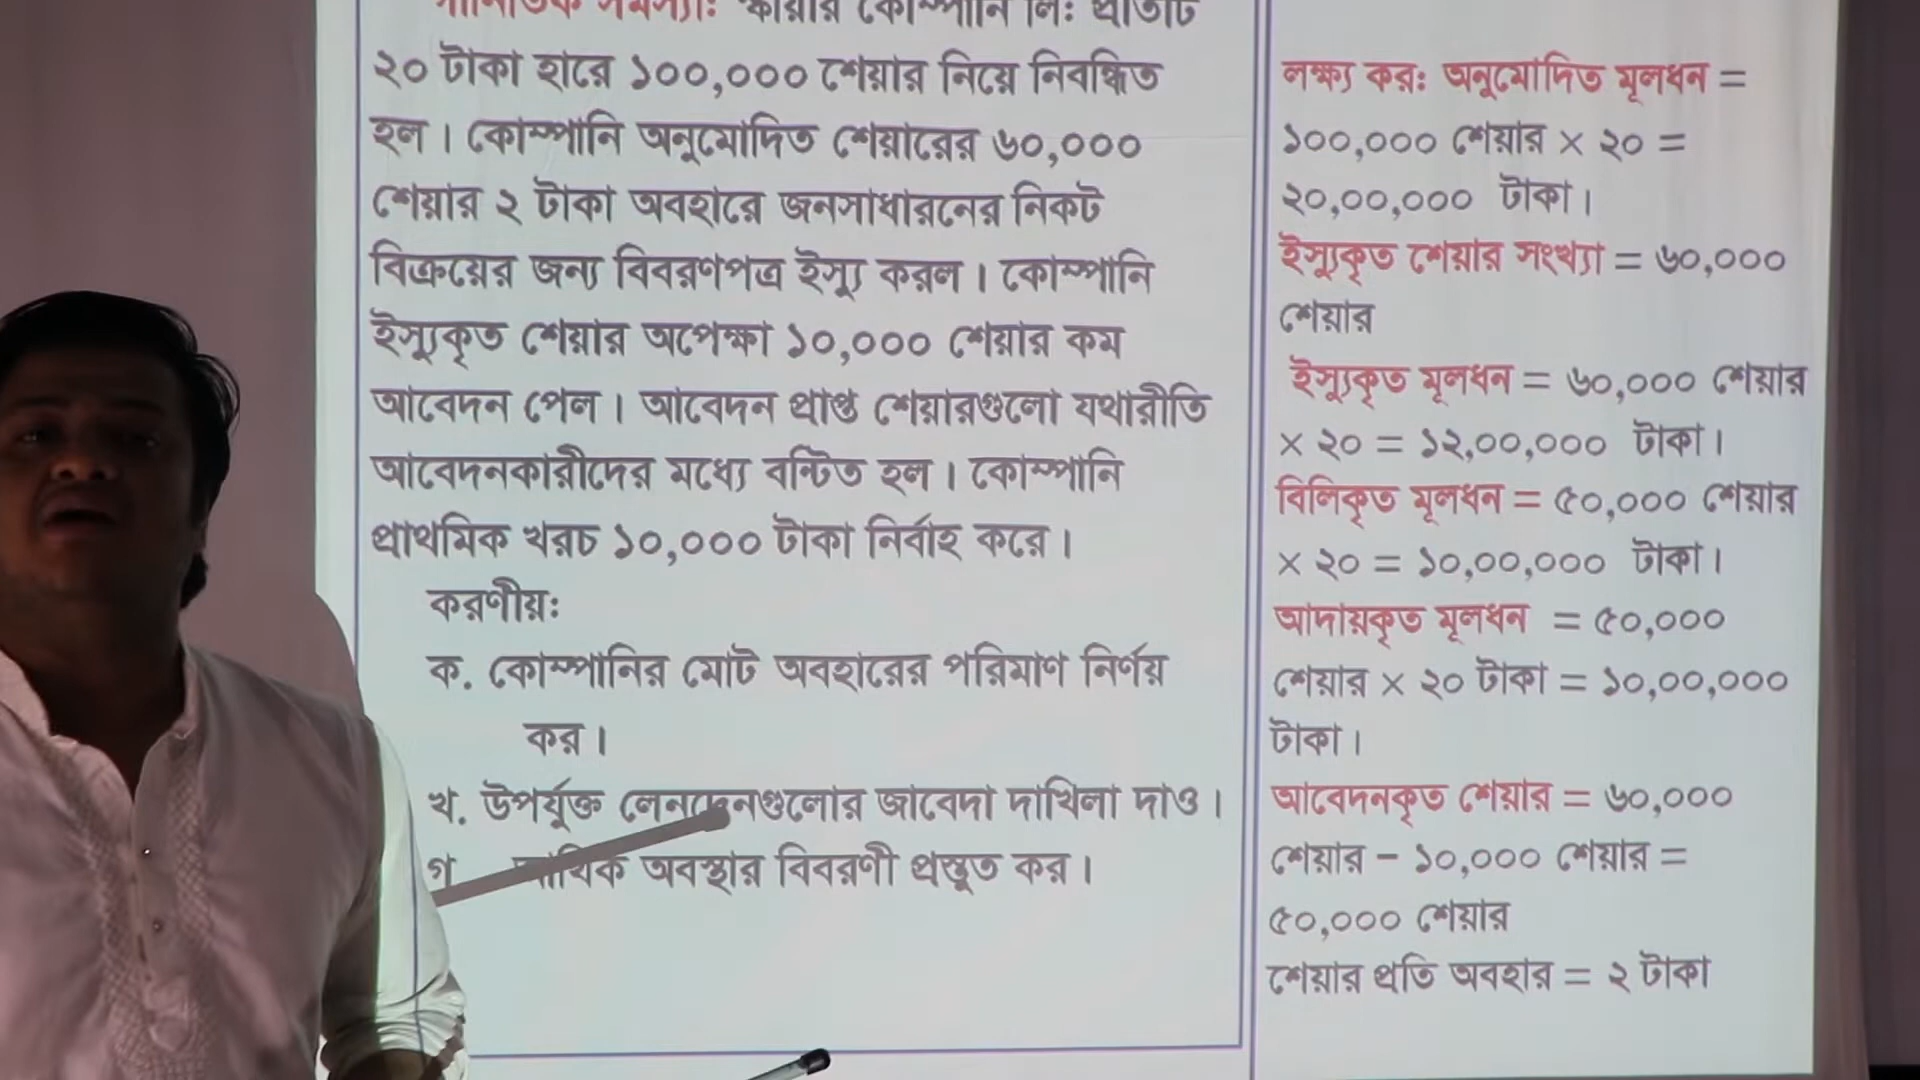 সমস্যা: স্কয়ার কোম্পানি লিঃ প্রতিটি
২০ টাকা হারে ১০০,০০০ শেয়ার নিয়ে নিবন্ধিত
হল। কোম্পানি অনুমোদিত শেয়ারের ৬০,০০০
শেয়ার ২ টাকা অবহারে জনসাধারনের নিকট
বিক্রয়ের জন্য বিবরণপত্র ইস্যু করল। কোম্পানি
ইস্যুকৃত শেয়ার অপেক্ষা ১০,০০০ শেয়ার কম
আবেদন পেল। আবেদন প্রাপ্ত শেয়ারগুলো যথারীতি
আবেদনকারীদের মধ্যে বন্টিত হল। কোম্পানি
প্রাথমিক খরচ ১০,০০০ টাকা নির্বাহ করে।
করণীয়ঃ
ক. কোম্পানির মোট অবহারের পরিমাণ নির্ণয়
কর।
খ. উপর্যুক্ত লেনদেনগুলোর জাবেদা দাখিলা দাও।
গ আর্থিক অবস্থার বিবরণী প্রস্তুত কর।
লক্ষ্য কর: অনুমোদিত মূলধন =
১০০,০০০ শেয়ার × ২০ =
২০,০০,০০০ টাকা।
ইস্যুকৃত শেয়ার সংখ্যা = ৬০,০০০
শেয়ার
ইস্যুকৃত মূলধন = ৬০,০০০ শেয়ার
× ২০ = ১২,০০,০০০ টাকা।
বিলিকৃত মূলধন = ৫০,০০০ শেয়ার
× ২০ = ১০,০০,০০০ টাকা।
আদায়কৃত মূলধন = ৫০,০০০
শেয়ার × ২০ টাকা = ১০,০০,০০০
টাকা।
আবেদনকৃত শেয়ার = ৬০,০০০
শেয়ার – ১০,০০০ শেয়ার =
৫০,০০০ শেয়ার
শেয়ার প্রতি অবহার = ২ টাকা